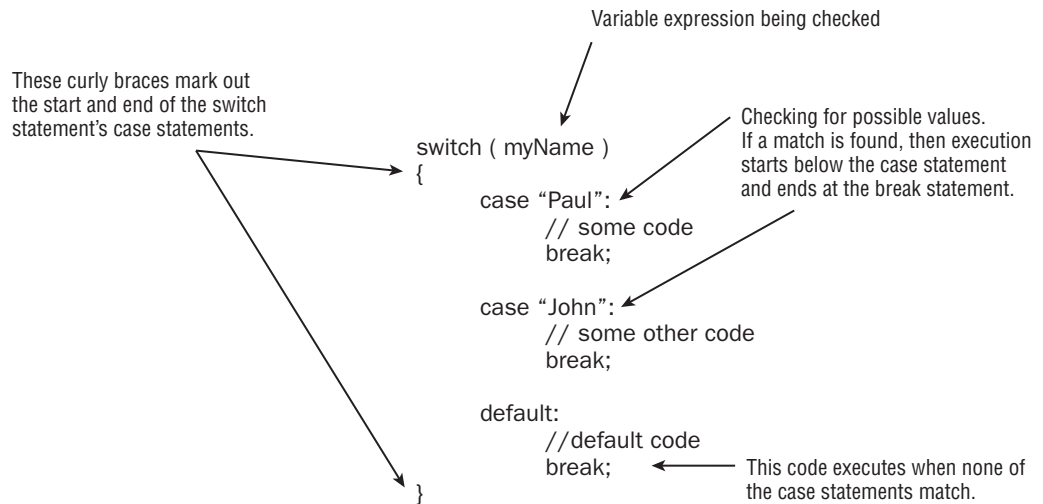 Variable expression being checked
These curly braces mark out
the start and end of the switch
statement’s case statements.
Checking for possible values.
If a match is found, then execution
starts below the case statement
and ends at the break statement.
switch ( myName )
{
case “Paul”:
// some code
break;
case “John”:
// some other code
break;
default:
//default code
break;
}
This code executes when none of
the case statements match.